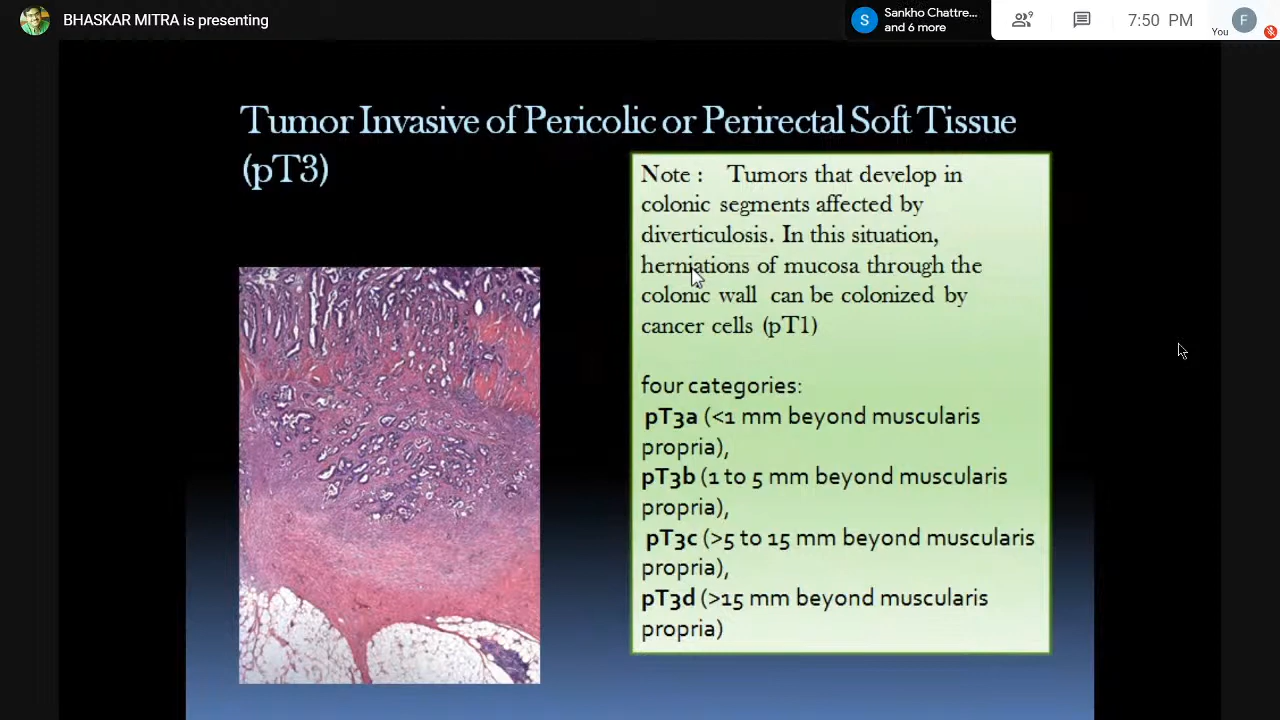 BHASKAR MITRA is presenting
S
Sankho Chattre...
and 6 more
9
7:50 PM
You
F
Tumor Invasive of Pericolic or Perirectal Soft Tissue
(pT3)
Note : Tumors that develop in
colonic segments affected by
diverticulosis. In this situation,
herniations of mucosa through the
colonic wall can be colonized by
cancer cells (pT1)
four categories:
pT3a (<1 mm beyond muscularis
propria),
pT3b (1 to 5 mm beyond muscularis
propria),
pT3c (>5 to 15 mm beyond muscularis
propria),
pT3d (>15 mm beyond muscularis
propria)